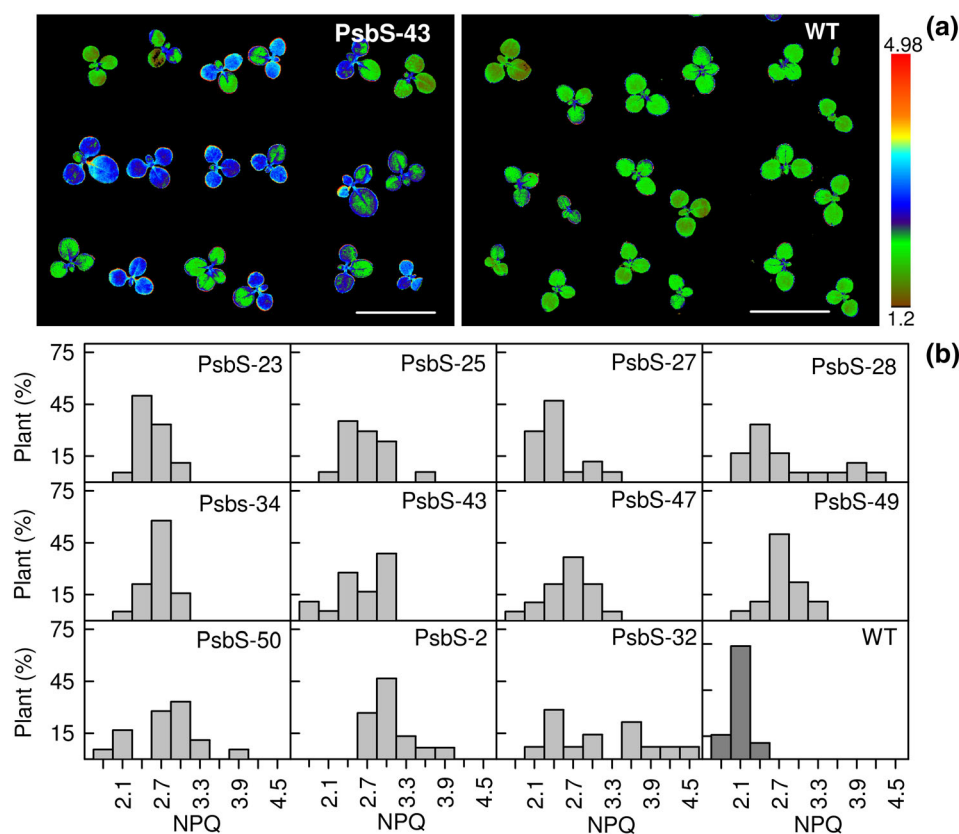 PsbS-43
WT
(a)
4.98
1.2
(b)
75
45
15
Plant (%)
PsbS-23
PsbS-25
PsbS-27
PsbS-28
75
45
15
Plant (%)
Psbs-34
PsbS-43
PsbS-47
PsbS-49
75
45
15
Plant (%)
PsbS-50
PsbS-2
PsbS-32
WT
2.1 2.7 3.3 3.9 4.5
2.1 2.7 3.3 3.9 4.5
2.1 2.7 3.3 3.9 4.5
2.1 2.7 3.3 3.9 4.5
NPQ
NPQ
NPQ
NPQ